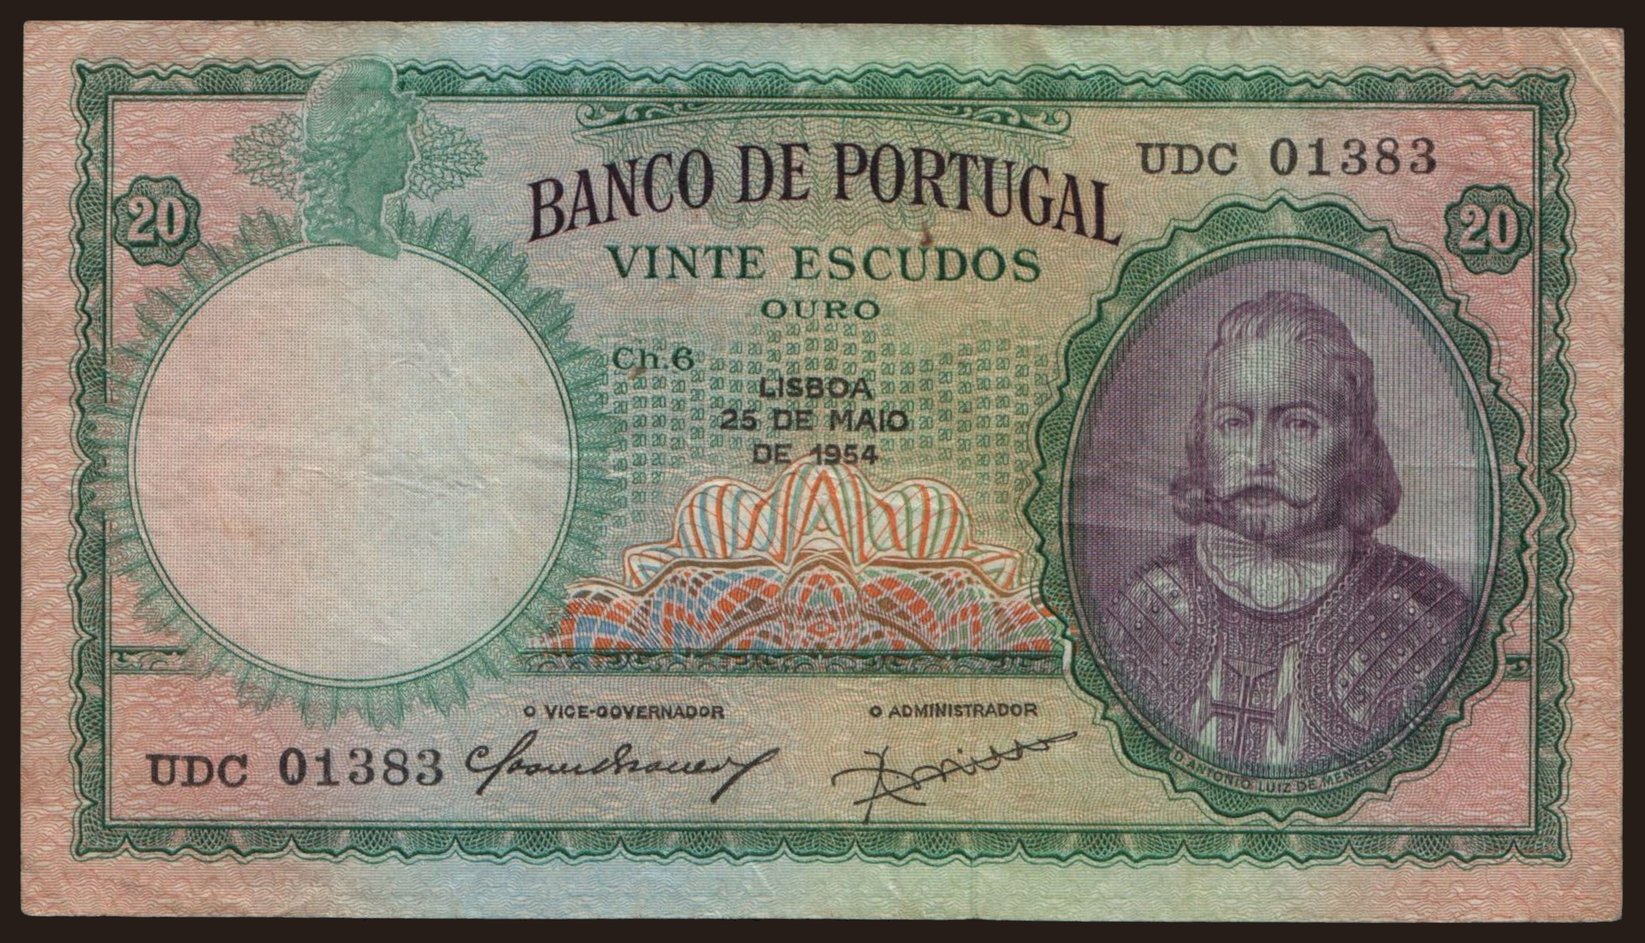 BANCO DE PORTUGAL
UDC 01383
20
20
VINTE ESCUDOS
OURO
Ch.6
LISBOA
25 DE MAIO
DE 1954
O VICE-GOVERNADOR
O ADMINISTRADOR
UDC 01383
D. ANTONIO LUIZ DE MENEZES